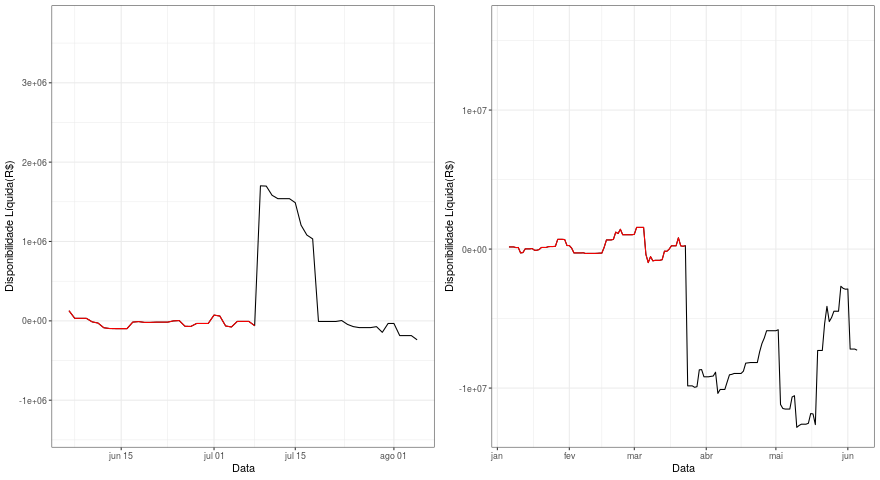 Disponibilidade Líquida(R$)
3e+06
2e+06
1e+06
0e+00
-1e+06
jun 15
jul 01
jul 15
ago 01
Data
Disponibilidade Líquida(R$)
1e+07
0e+00
-1e+07
jan
fev
mar
abr
mai
jun
Data